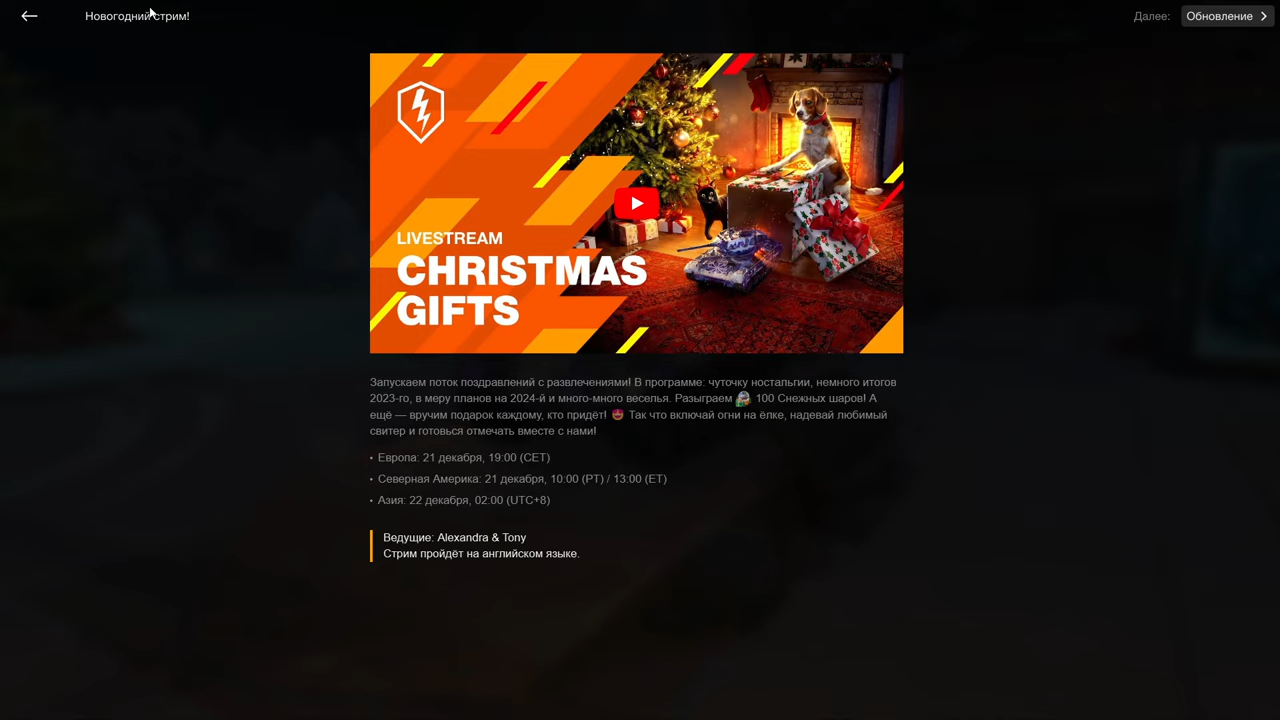 Новогодний стрим!
Далее:
Обновление
LIVESTREAM
CHRISTMAS
GIFTS
Запускаем поток поздравлений с развлечениями! В программе: чуточку ностальгии, немного итогов
2023-го, в меру планов на 2024-й и много-много веселья. Разыграем 100 Снежных шаров! А
ещё — вручим подарок каждому, кто придёт! Так что включай огни на ёлке, надевай любимый
свитер и готовься отмечать вместе с нами!
• Европа: 21 декабря, 19:00 (CET)
• Северная Америка: 21 декабря, 10:00 (PT) / 13:00 (ET)
• Азия: 22 декабря, 02:00 (UTC+8)
Ведущие: Alexandra & Tony
Стрим пройдёт на английском языке.